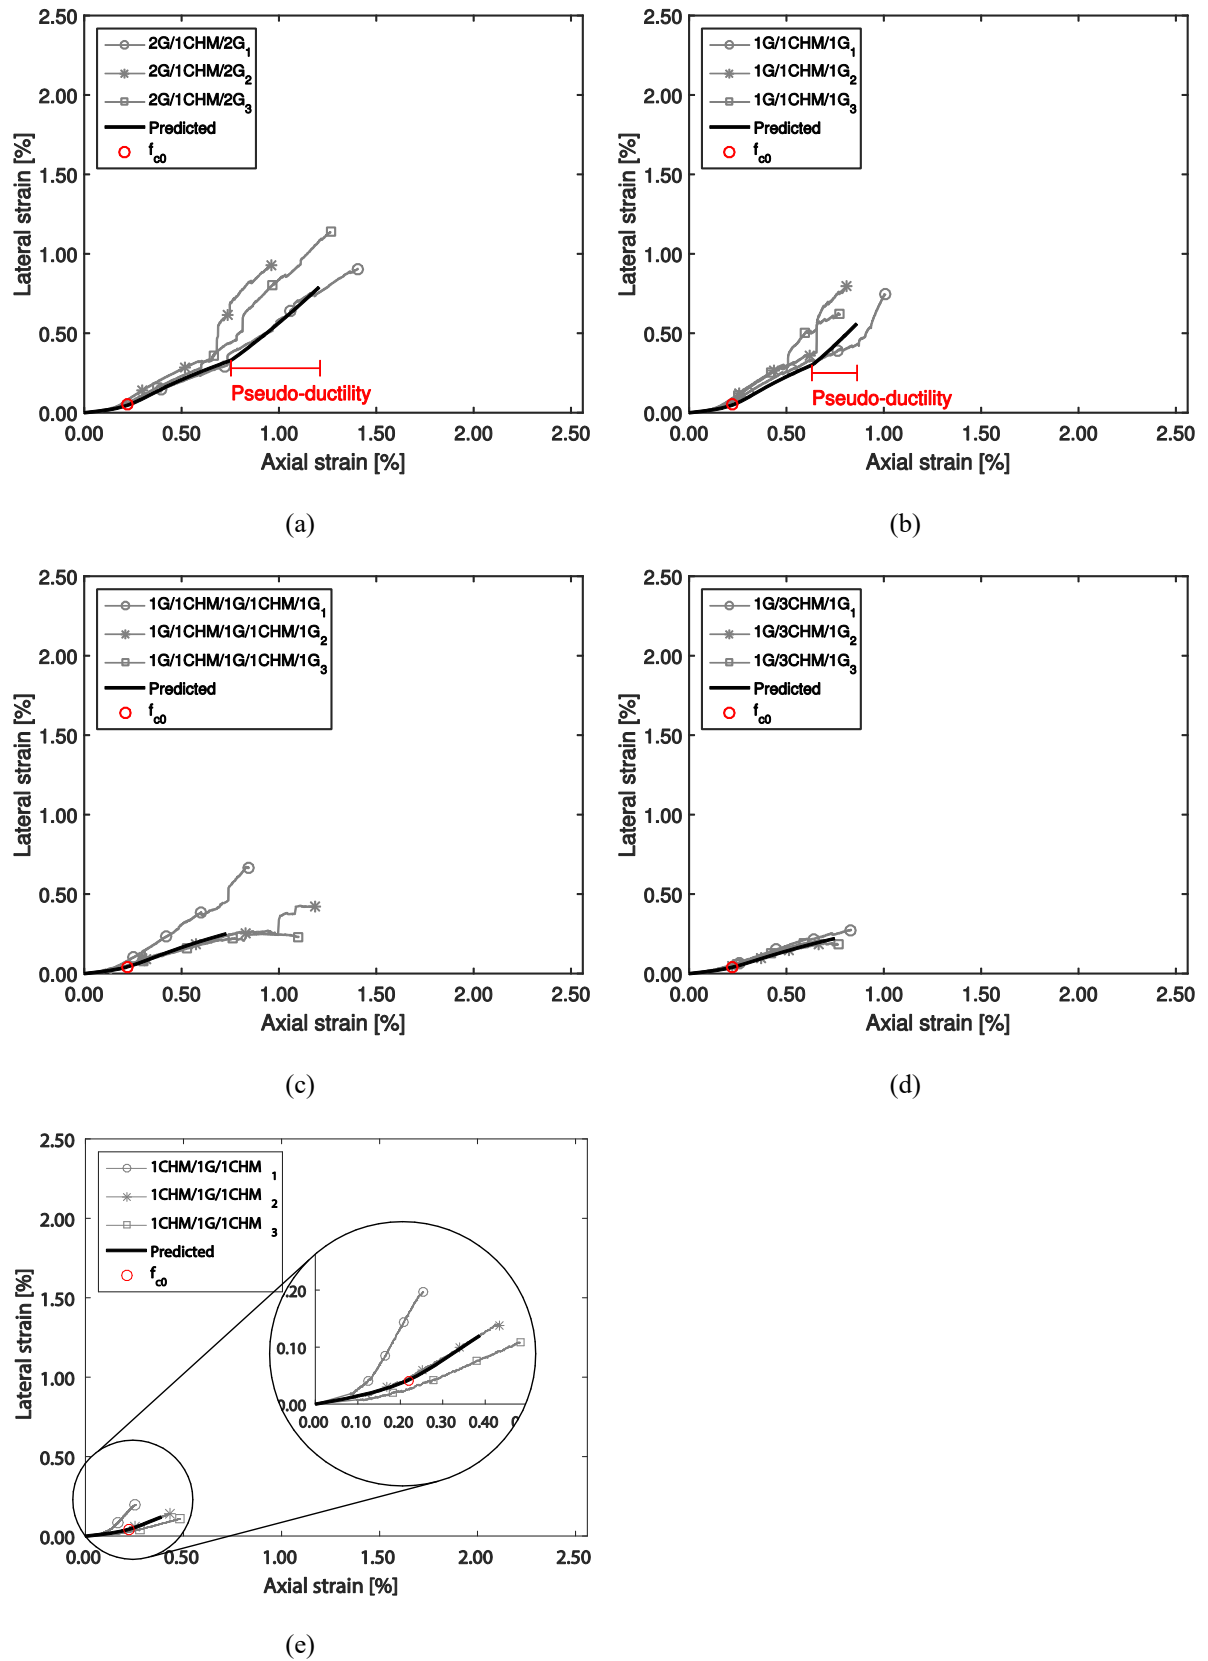 2.50
2.00
1.50
1.00
0.50
0.00
Lateral strain [%]
2G/1CHM/2G1
2G/1CHM/2G2
2G/1CHM/2G3
Predicted
fc0
Pseudo-ductility
0.00 0.50 1.00 1.50 2.00 2.50
Axial strain [%]
(a)
2.50
2.00
1.50
1.00
0.50
0.00
Lateral strain [%]
1G/1CHM/1G1
1G/1CHM/1G2
1G/1CHM/1G3
Predicted
fc0
Pseudo-ductility
0.00 0.50 1.00 1.50 2.00 2.50
Axial strain [%]
(b)
2.50
2.00
1.50
1.00
0.50
0.00
Lateral strain [%]
1G/1CHM/1G/1CHM/1G1
1G/1CHM/1G/1CHM/1G2
1G/1CHM/1G/1CHM/1G3
Predicted
fc0
0.00 0.50 1.00 1.50 2.00 2.50
Axial strain [%]
(c)
2.50
2.00
1.50
1.00
0.50
0.00
Lateral strain [%]
1G/3CHM/1G1
1G/3CHM/1G2
1G/3CHM/1G3
Predicted
fc0
0.00 0.50 1.00 1.50 2.00 2.50
Axial strain [%]
(d)
2.50
2.00
1.50
1.00
0.50
0.00
Lateral strain [%]
1CHM/1G/1CHM 1
1CHM/1G/1CHM 2
1CHM/1G/1CHM 3
Predicted
fc0
.20
0.10
0.00
0.00 0.10 0.20 0.30 0.40
0.00 0.50 1.00 1.50 2.00 2.50
Axial strain [%]
(e)